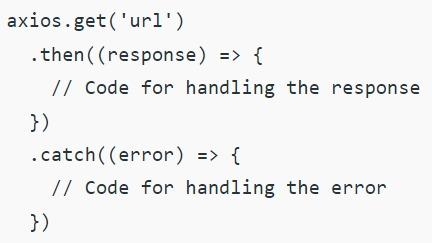 axios.get('url')
  .then((response) => {
    // Code for handling the response
  })
  .catch((error) => {
    // Code for handling the error
  })